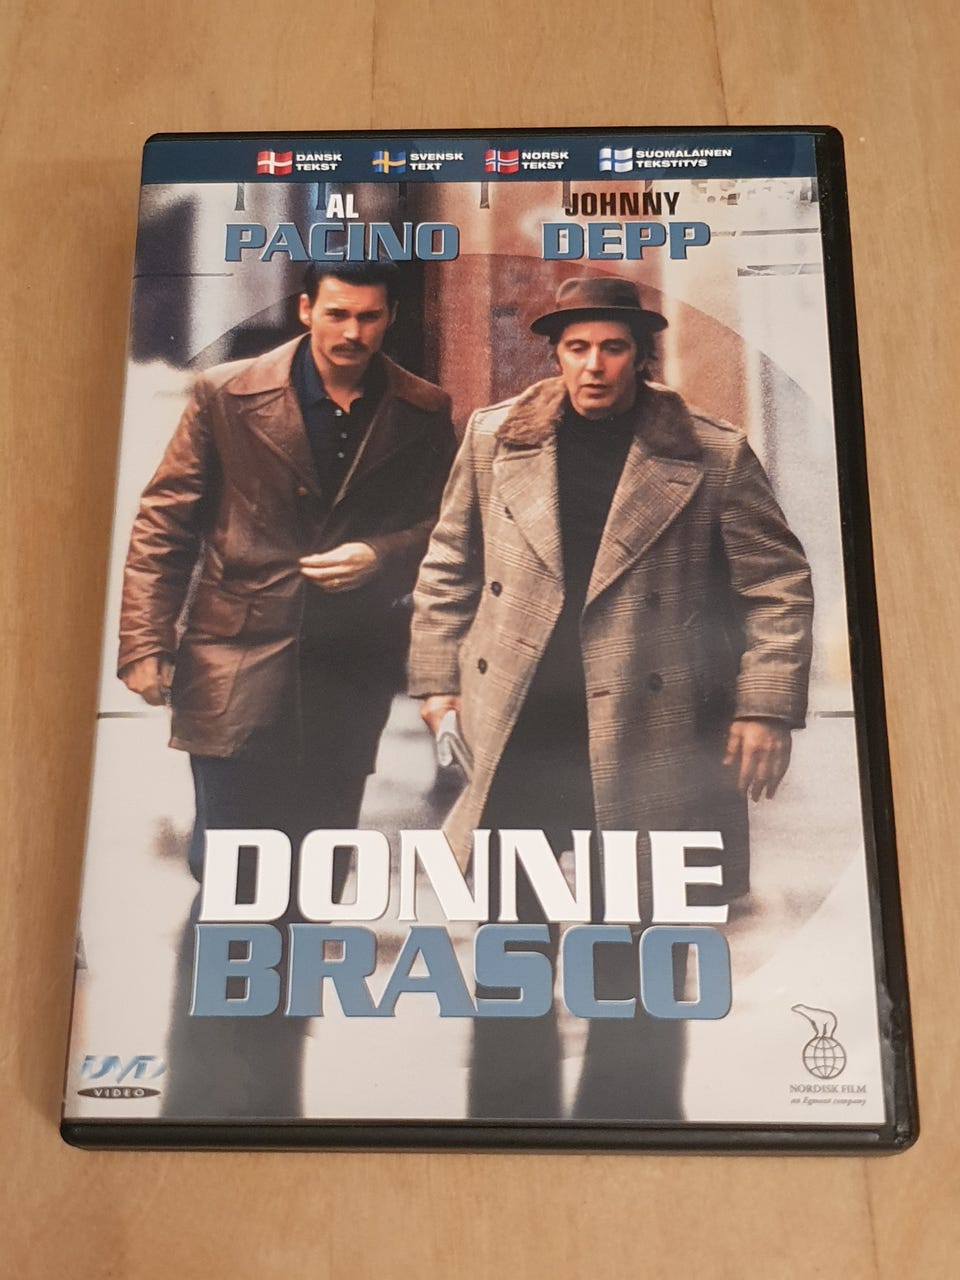 DANSK TEKST
SVENSK TEXT
NORSK TEKST
SUOMALAINEN TEKSTITYS
AL PACINO
JOHNNY DEPP
DONNIE
BRASCO
DVD
VIDEO
NORDISK FILM
an Egmont company